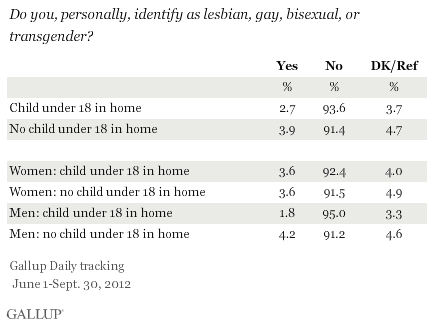 Do you, personally, identify as lesbian, gay, bisexual, or
transgender?
Yes No DK/Ref
% % %
Child under 18 in home 2.7 93.6 3.7
No child under 18 in home 3.9 91.4 4.7
Women: child under 18 in home 3.6 92.4 4.0
Women: no child under 18 in home 3.6 91.5 4.9
Men: child under 18 in home 1.8 95.0 3.3
Men: no child under 18 in home 4.2 91.2 4.6
Gallup Daily tracking
June 1-Sept. 30, 2012
GALLUP®